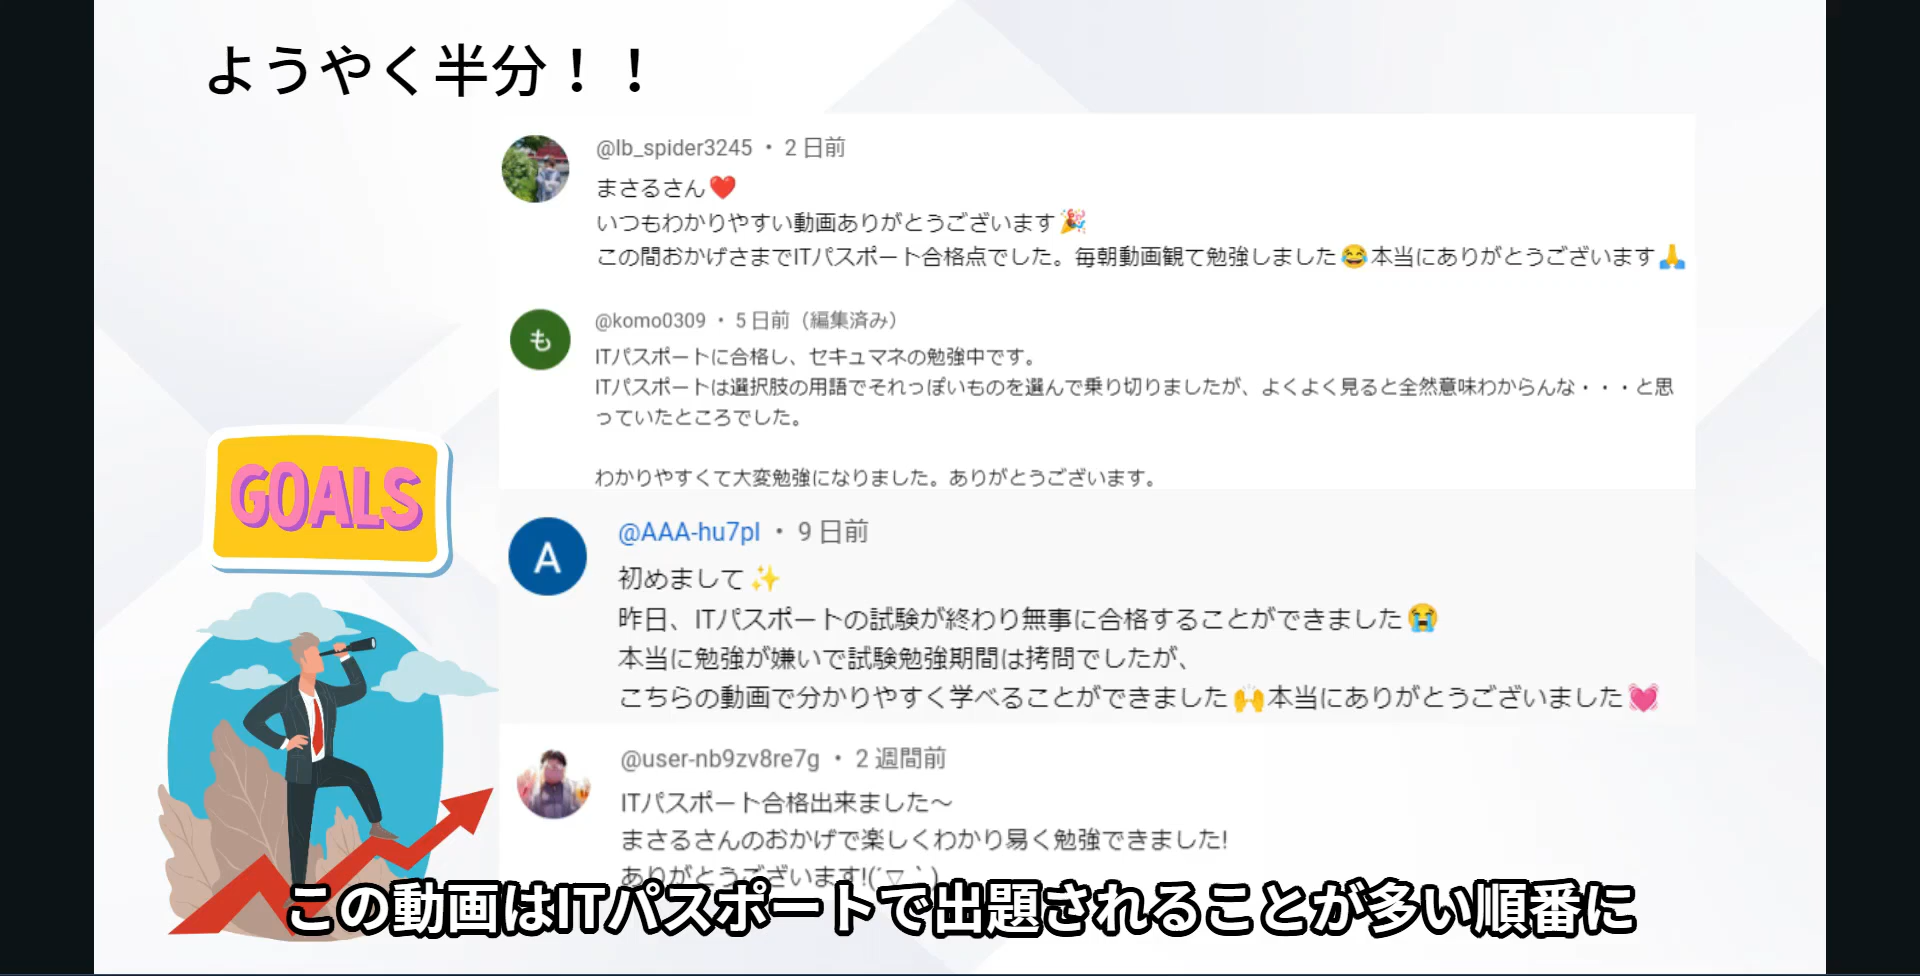 ようやく半分！！
@lb_spider3245 ・ 2 日前
まさるさん❤️
いつもわかりやすい動画ありがとうございます🎉
この間おかげさまでITパスポート合格点でした。毎朝動画観て勉強しました😂本当にありがとうございます🙏
も
@komo0309 ・ 5 日前（編集済み）
ITパスポートに合格し、セキュマネの勉強中です。
ITパスポートは選択肢の用語でそれっぽいものを選んで乗り切りましたが、よくよく見ると全然意味わからんな・・・と思
っていたところでした。
わかりやすくて大変勉強になりました。ありがとうございます。
GOALS
A
@AAA-hu7pl ・ 9 日前
初めまして✨
昨日、ITパスポートの試験が終わり無事に合格することができました😭
本当に勉強が嫌いで試験勉強期間は拷問でしたが、
こちらの動画で分かりやすく学べることができました🙌本当にありがとうございました💓
@user-nb9zv8re7g ・ 2 週間前
ITパスポート合格出来ました～
まさるさんのおかげで楽しくわかり易く勉強できました!
ありがとうございます!(´▽｀)
この動画はITパスポートで出題されることが多い順番に